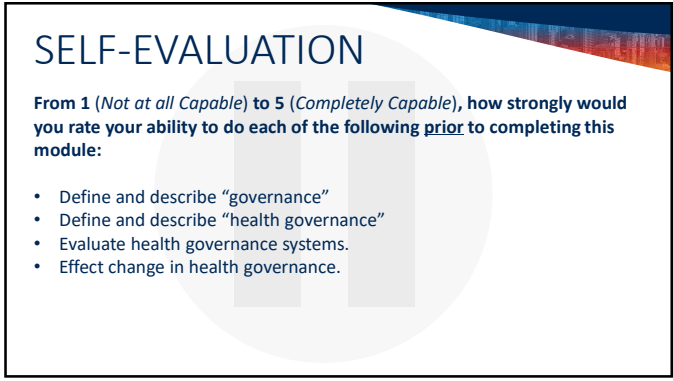 SELF-EVALUATION
From 1 (Not at all Capable) to 5 (Completely Capable), how strongly would
you rate your ability to do each of the following prior to completing this
module:
• Define and describe “governance”
• Define and describe “health governance”
• Evaluate health governance systems.
• Effect change in health governance.